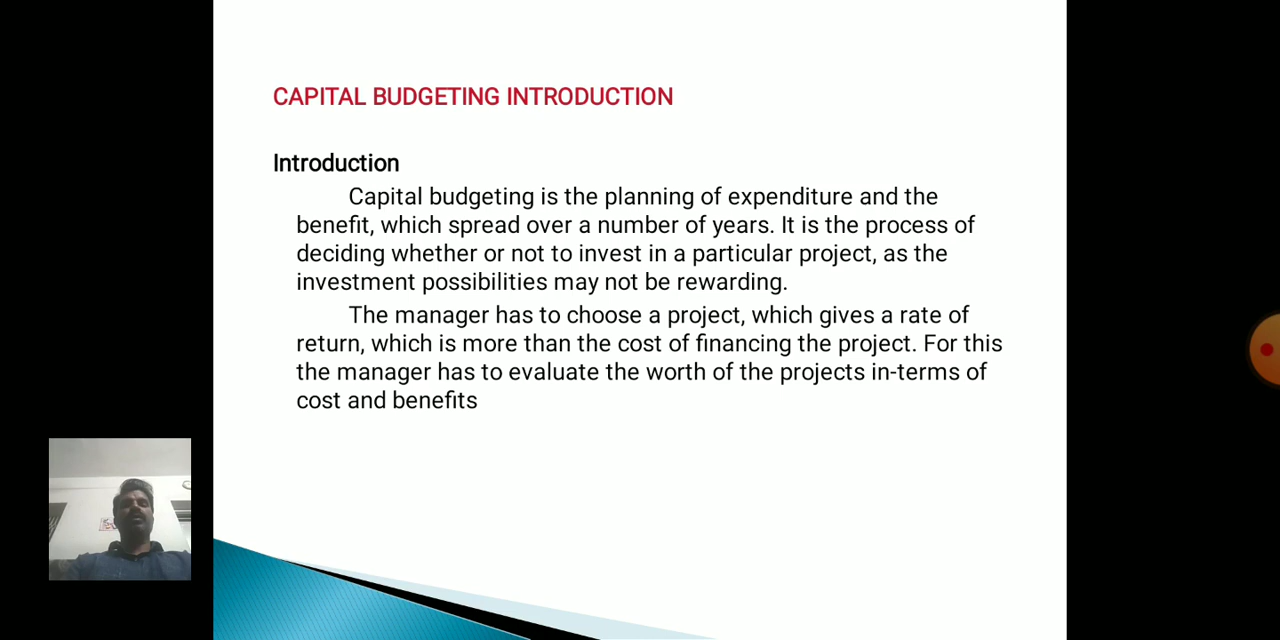 CAPITAL BUDGETING INTRODUCTION
Introduction
Capital budgeting is the planning of expenditure and the
benefit, which spread over a number of years. It is the process of
deciding whether or not to invest in a particular project, as the
investment possibilities may not be rewarding.
The manager has to choose a project, which gives a rate of
return, which is more than the cost of financing the project. For this
the manager has to evaluate the worth of the projects in-terms of
cost and benefits